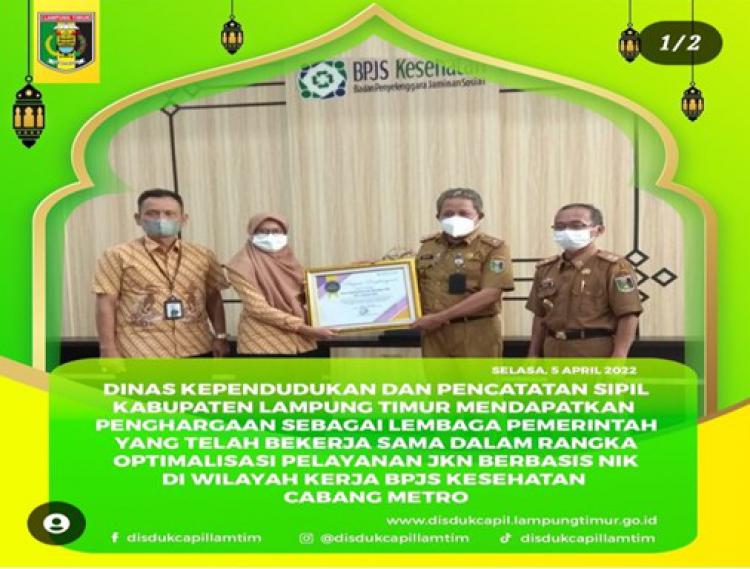 LAMPUNG TIMUR
1/2
BPJS Kesehatan
Badan Penyelenggara Jaminan Sosial
SELASA, 5 APRIL 2022
DINAS KEPENDUDUKAN DAN PENCATATAN SIPIL
KABUPATEN LAMPUNG TIMUR MENDAPATKAN
PENGHARGAAN SEBAGAI LEMBAGA PEMERINTAH
YANG TELAH BEKERJA SAMA DALAM RANGKA
OPTIMALISASI PELAYANAN JKN BERBASIS NIK
DI WILAYAH KERJA BPJS KESEHATAN
CABANG METRO
www.disdukcapil.lampungtimur.go.id
disdukcapillamtim @disdukcapillamtim disdukcapillamtim